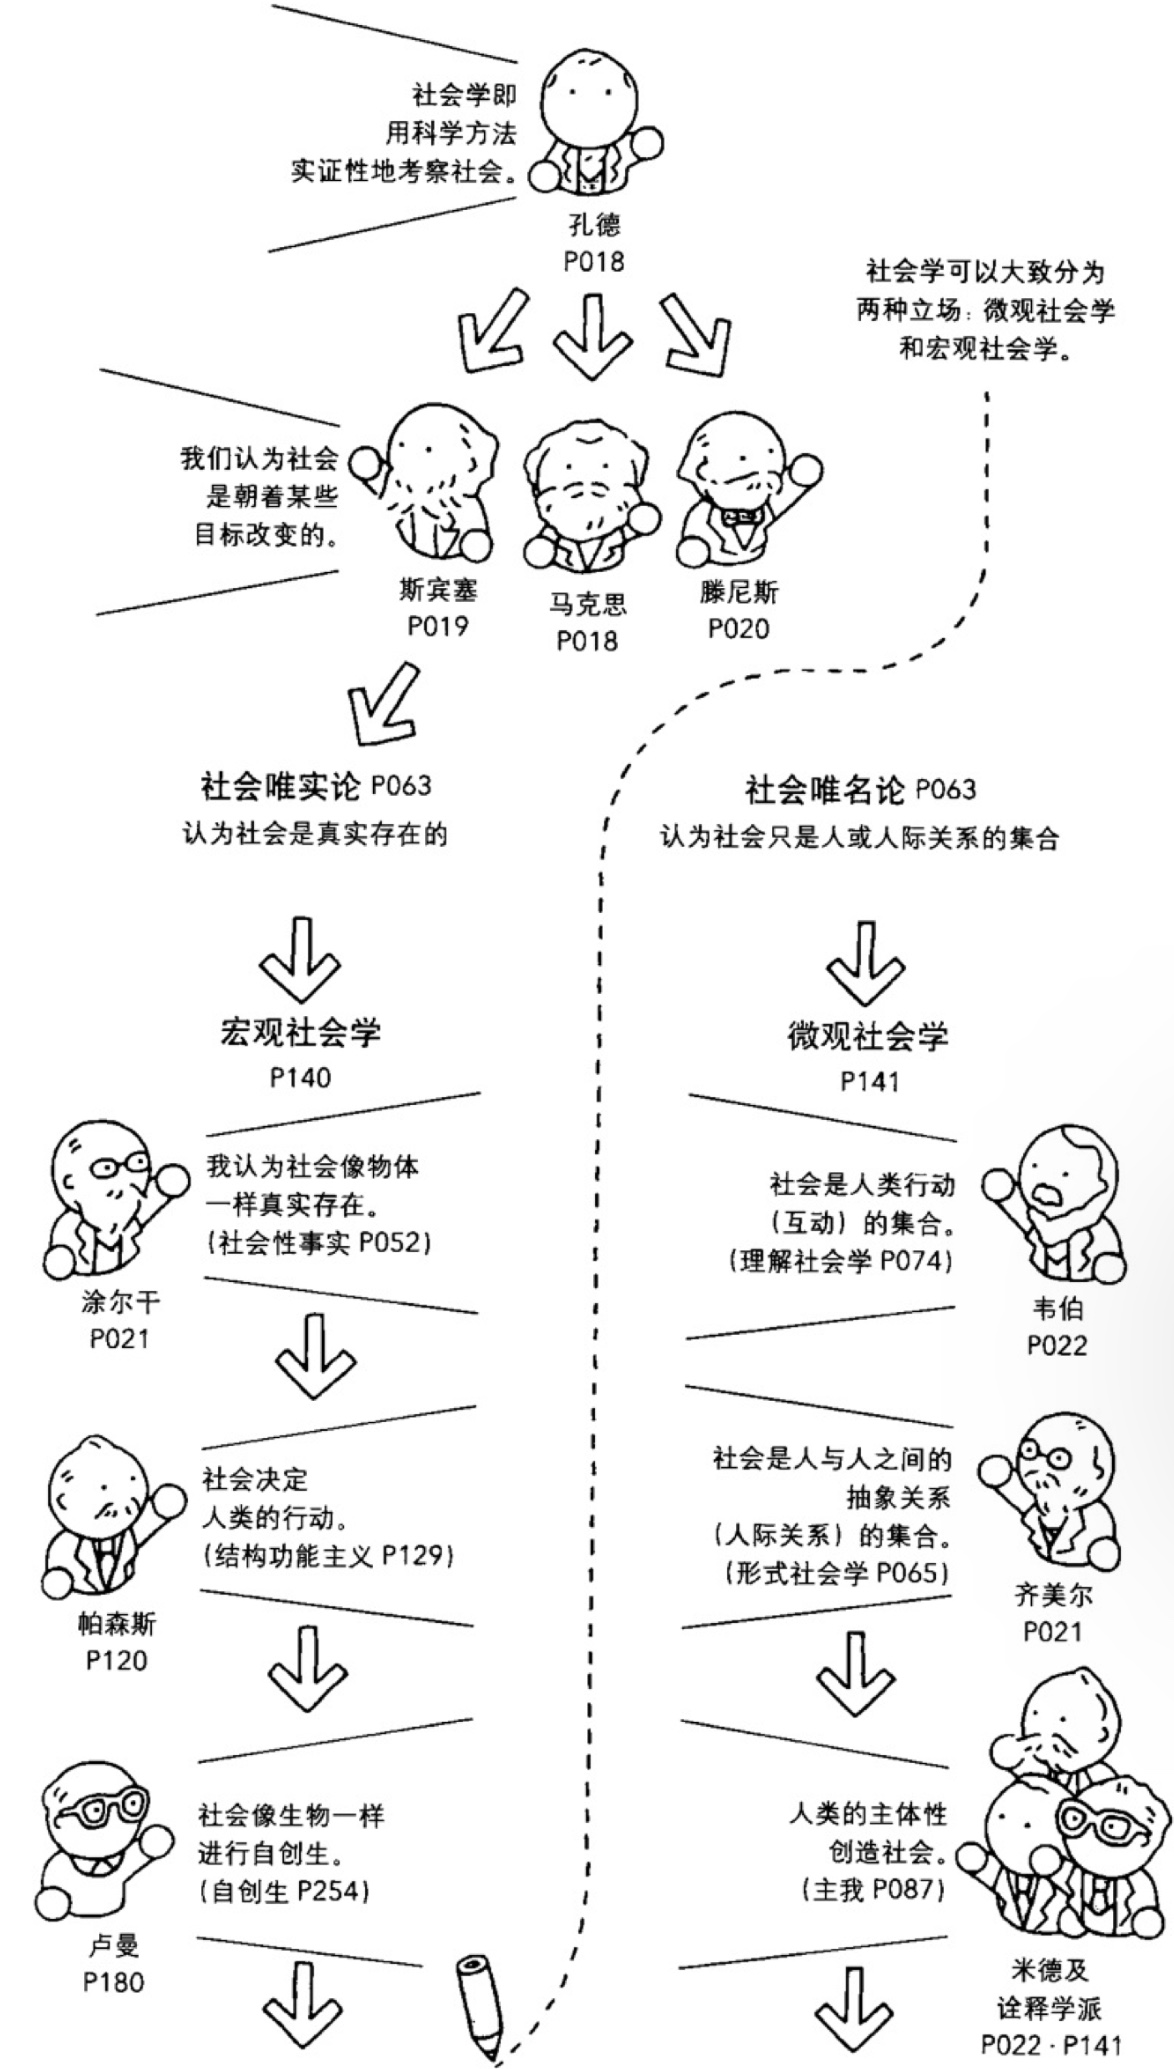 社会学即
用科学方法
实证性地考察社会。
孔德
P018
社会学可以大致分为
两种立场：微观社会学
和宏观社会学。
我们认为社会
是朝着某些
目标改变的。
斯宾塞
P019
马克思
P018
滕尼斯
P020
社会唯实论 P063
认为社会是真实存在的
社会唯名论 P063
认为社会只是人或人际关系的集合
宏观社会学
P140
微观社会学
P141
我认为社会像物体
一样真实存在。
(社会性事实 P052)
涂尔干
P021
社会是人类行动
(互动) 的集合。
(理解社会学 P074)
韦伯
P022
社会决定
人类的行动。
(结构功能主义 P129)
帕森斯
P120
社会是人与人之间的
抽象关系
(人际关系) 的集合。
(形式社会学 P065)
齐美尔
P021
社会像生物一样
进行自创生。
(自创生 P254)
卢曼
P180
人类的主体性
创造社会。
(主我 P087)
米德及
诠释学派
P022 · P141